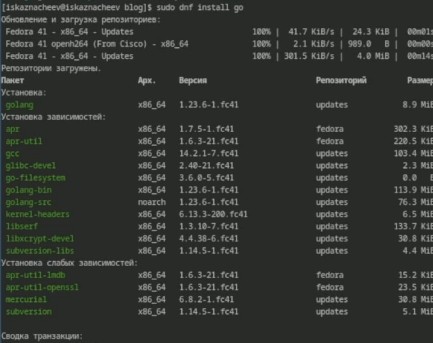 [iskaznacheev@iskaznacheev blog]$ sudo dnf install go
Обновление и загрузка репозиториев:
Fedora 41 - x86_64 - Updates 100% | 41.7 KiB/s | 24.3 KiB | 00m01s
Fedora 41 openh264 (From Cisco) - x86_64 100% | 2.1 KiB/s | 989.0 B | 00m00s
Fedora 41 - x86_64 - Updates 100% | 301.5 KiB/s | 4.0 MiB | 00m14s
Репозитории загружены.
Пакет Арх. Версия Репозиторий Размер
Установка:
golang x86_64 1.23.6-1.fc41 updates 8.9 MiB
Установка зависимостей:
apr x86_64 1.7.5-1.fc41 fedora 302.3 KiB
apr-util x86_64 1.6.3-21.fc41 fedora 220.5 KiB
gcc x86_64 14.2.1-7.fc41 updates 103.4 MiB
glibc-devel x86_64 2.40-21.fc41 updates 2.3 MiB
go-filesystem x86_64 3.6.0-5.fc41 updates 0.0 B
golang-bin x86_64 1.23.6-1.fc41 updates 113.9 MiB
golang-src noarch 1.23.6-1.fc41 updates 76.3 MiB
kernel-headers x86_64 6.13.3-200.fc41 updates 6.5 MiB
libserf x86_64 1.3.10-7.fc41 updates 133.7 KiB
libxcrypt-devel x86_64 4.4.38-6.fc41 updates 30.8 KiB
subversion-libs x86_64 1.14.5-1.fc41 updates 4.4 MiB
Установка слабых зависимостей:
apr-util-lmdb x86_64 1.6.3-21.fc41 fedora 15.2 KiB
apr-util-openssl x86_64 1.6.3-21.fc41 fedora 23.5 KiB
mercurial x86_64 6.8.2-1.fc41 updates 30.8 MiB
subversion x86_64 1.14.5-1.fc41 updates 5.1 MiB
Сводка транзакции: